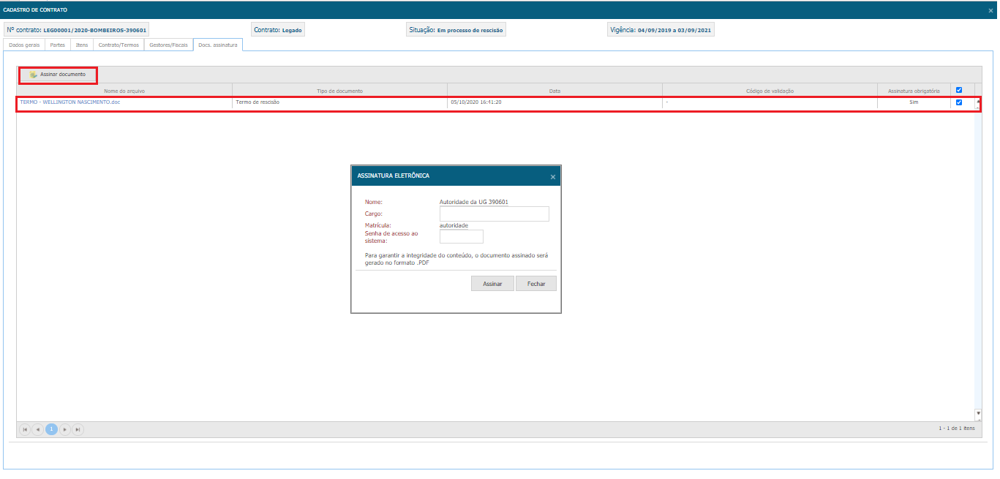 CADASTRO DE CONTRATO
Nº contrato: LEG00001/2020-BOMBEIROS-390601 Contrato: Legado Situação: Em processo de rescisão Vigência: 04/09/2019 a 03/09/2021
Dados gerais Partes Itens Contrato/Termos Gestores/Fiscais Docs. assinatura
Assinar documento
Nome do arquivo Tipo de documento Data Código de validação Assinatura obrigatória
TERMO - WELLINGTON NASCIMENTO.doc Termo de rescisão 05/10/2020 16:41:20 - Sim
ASSINATURA ELETRÔNICA
Nome: Autoridade da UG 390601
Cargo:
Matrícula: autoridade
Senha de acesso ao
sistema:
Para garantir a integridade do conteúdo, o documento assinado será
gerado no formato .PDF
Assinar Fechar
1
1 - 1 de 1 itens